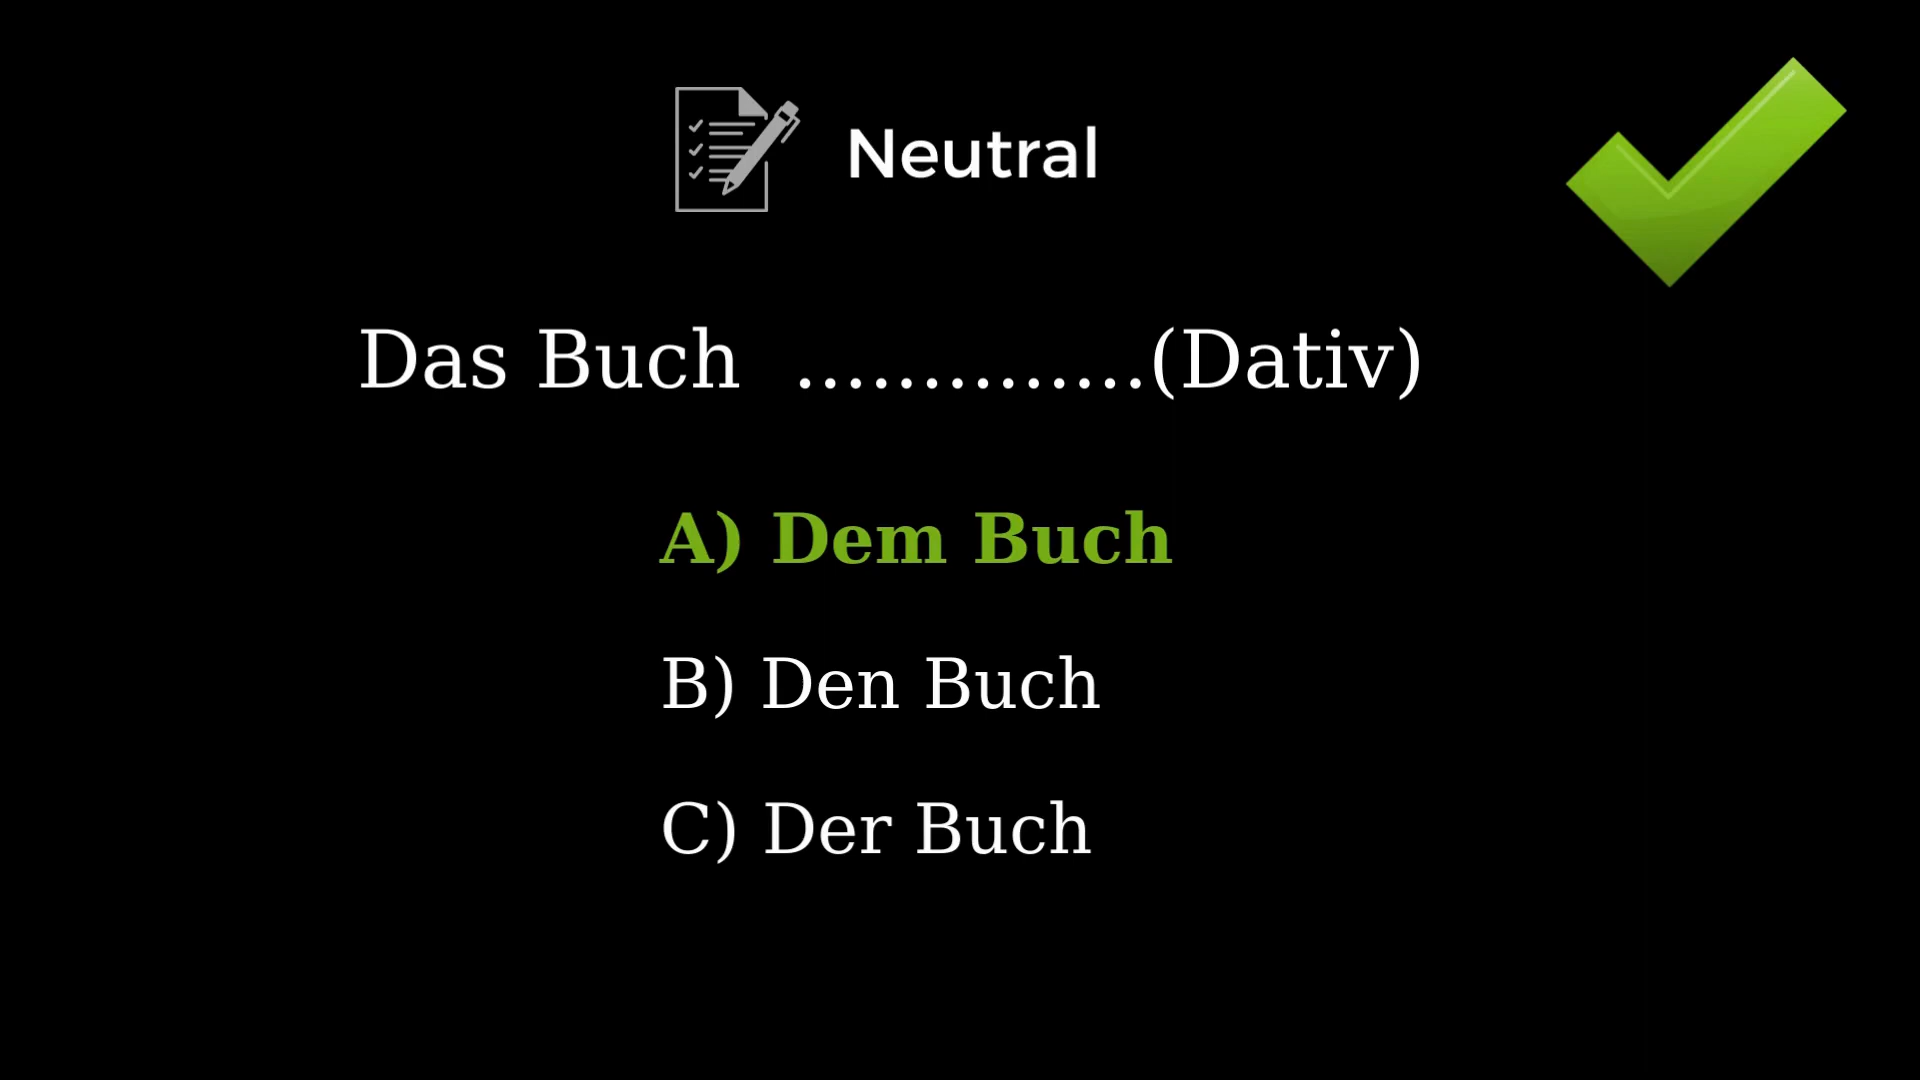 Neutral
Das Buch ..............(Dativ)
A) Dem Buch
B) Den Buch
C) Der Buch